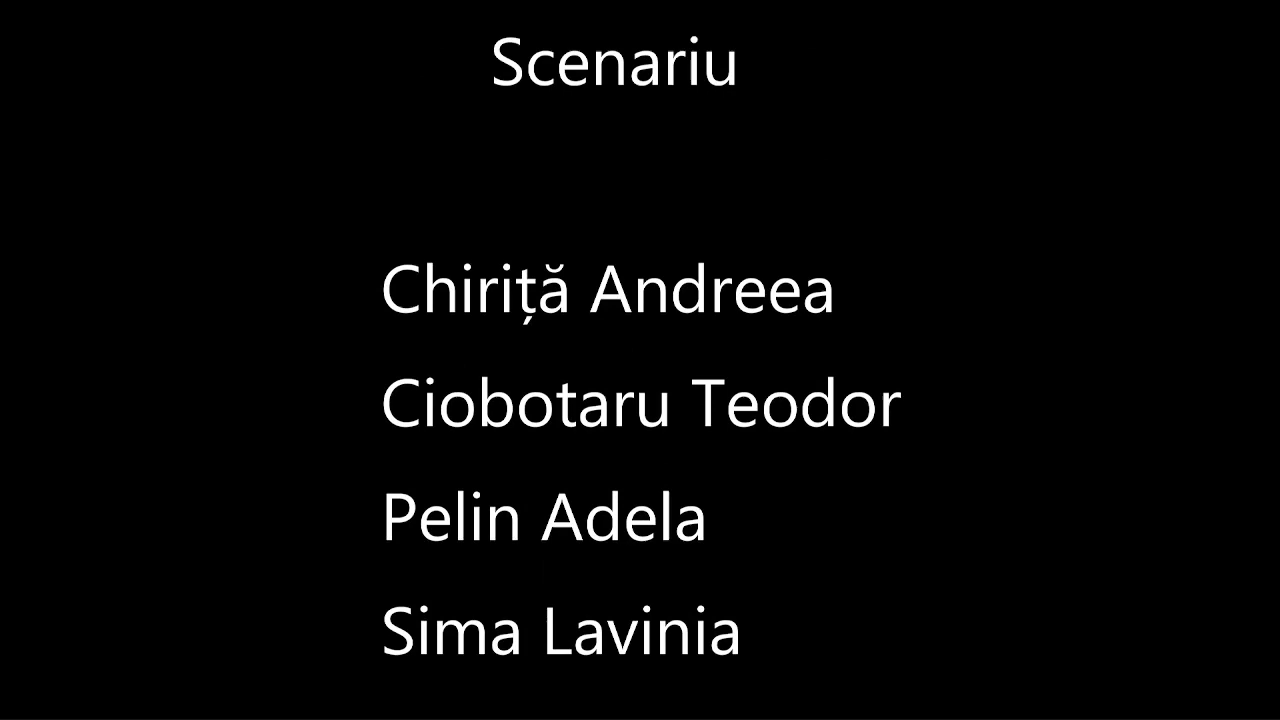 Scenariu
Chiriță Andreea
Ciobotaru Teodor
Pelin Adela
Sima Lavinia